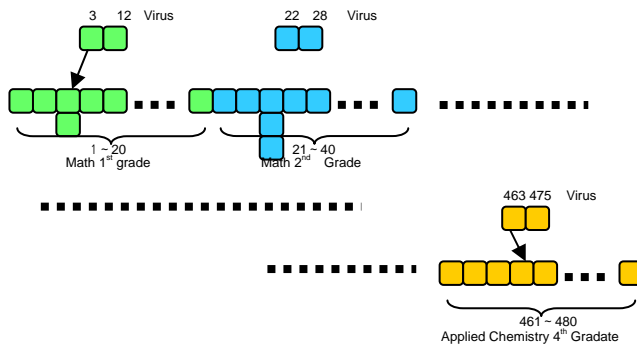 3 12 Virus
22 28 Virus
1 ~ 20
Math 1st grade
21 ~ 40
Math 2nd Grade
463 475 Virus
461 ~ 480
Applied Chemistry 4th Gradate